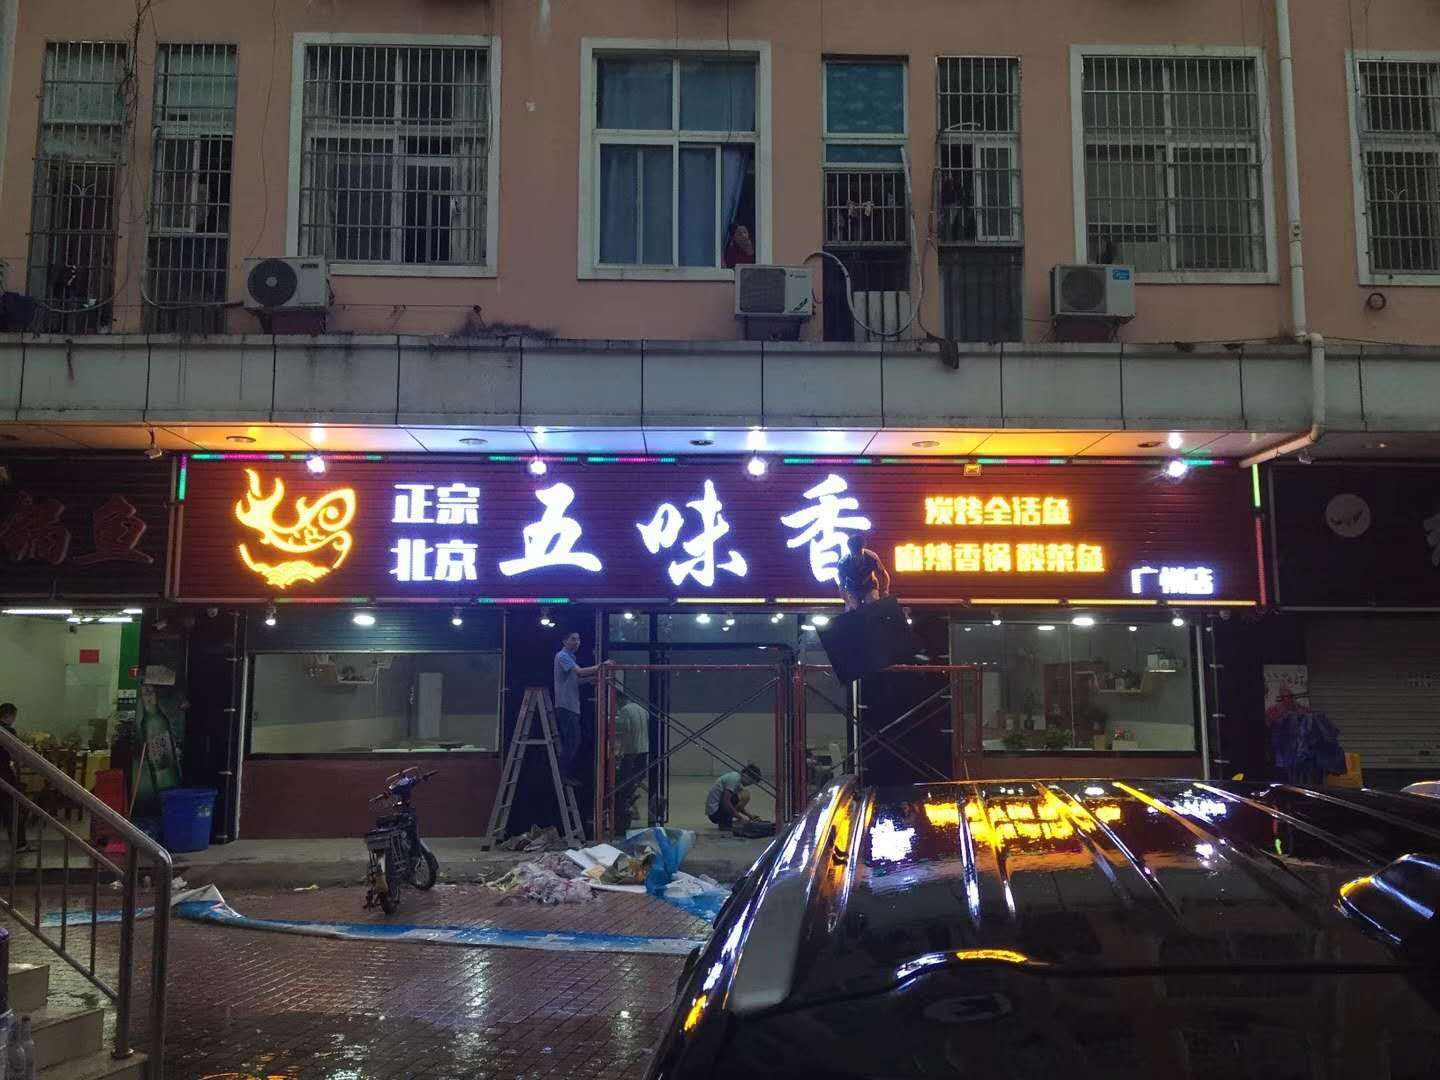 正宗
北京
五味香
炭烤全活鱼
麻辣香锅 酸菜鱼
广州店
鱼